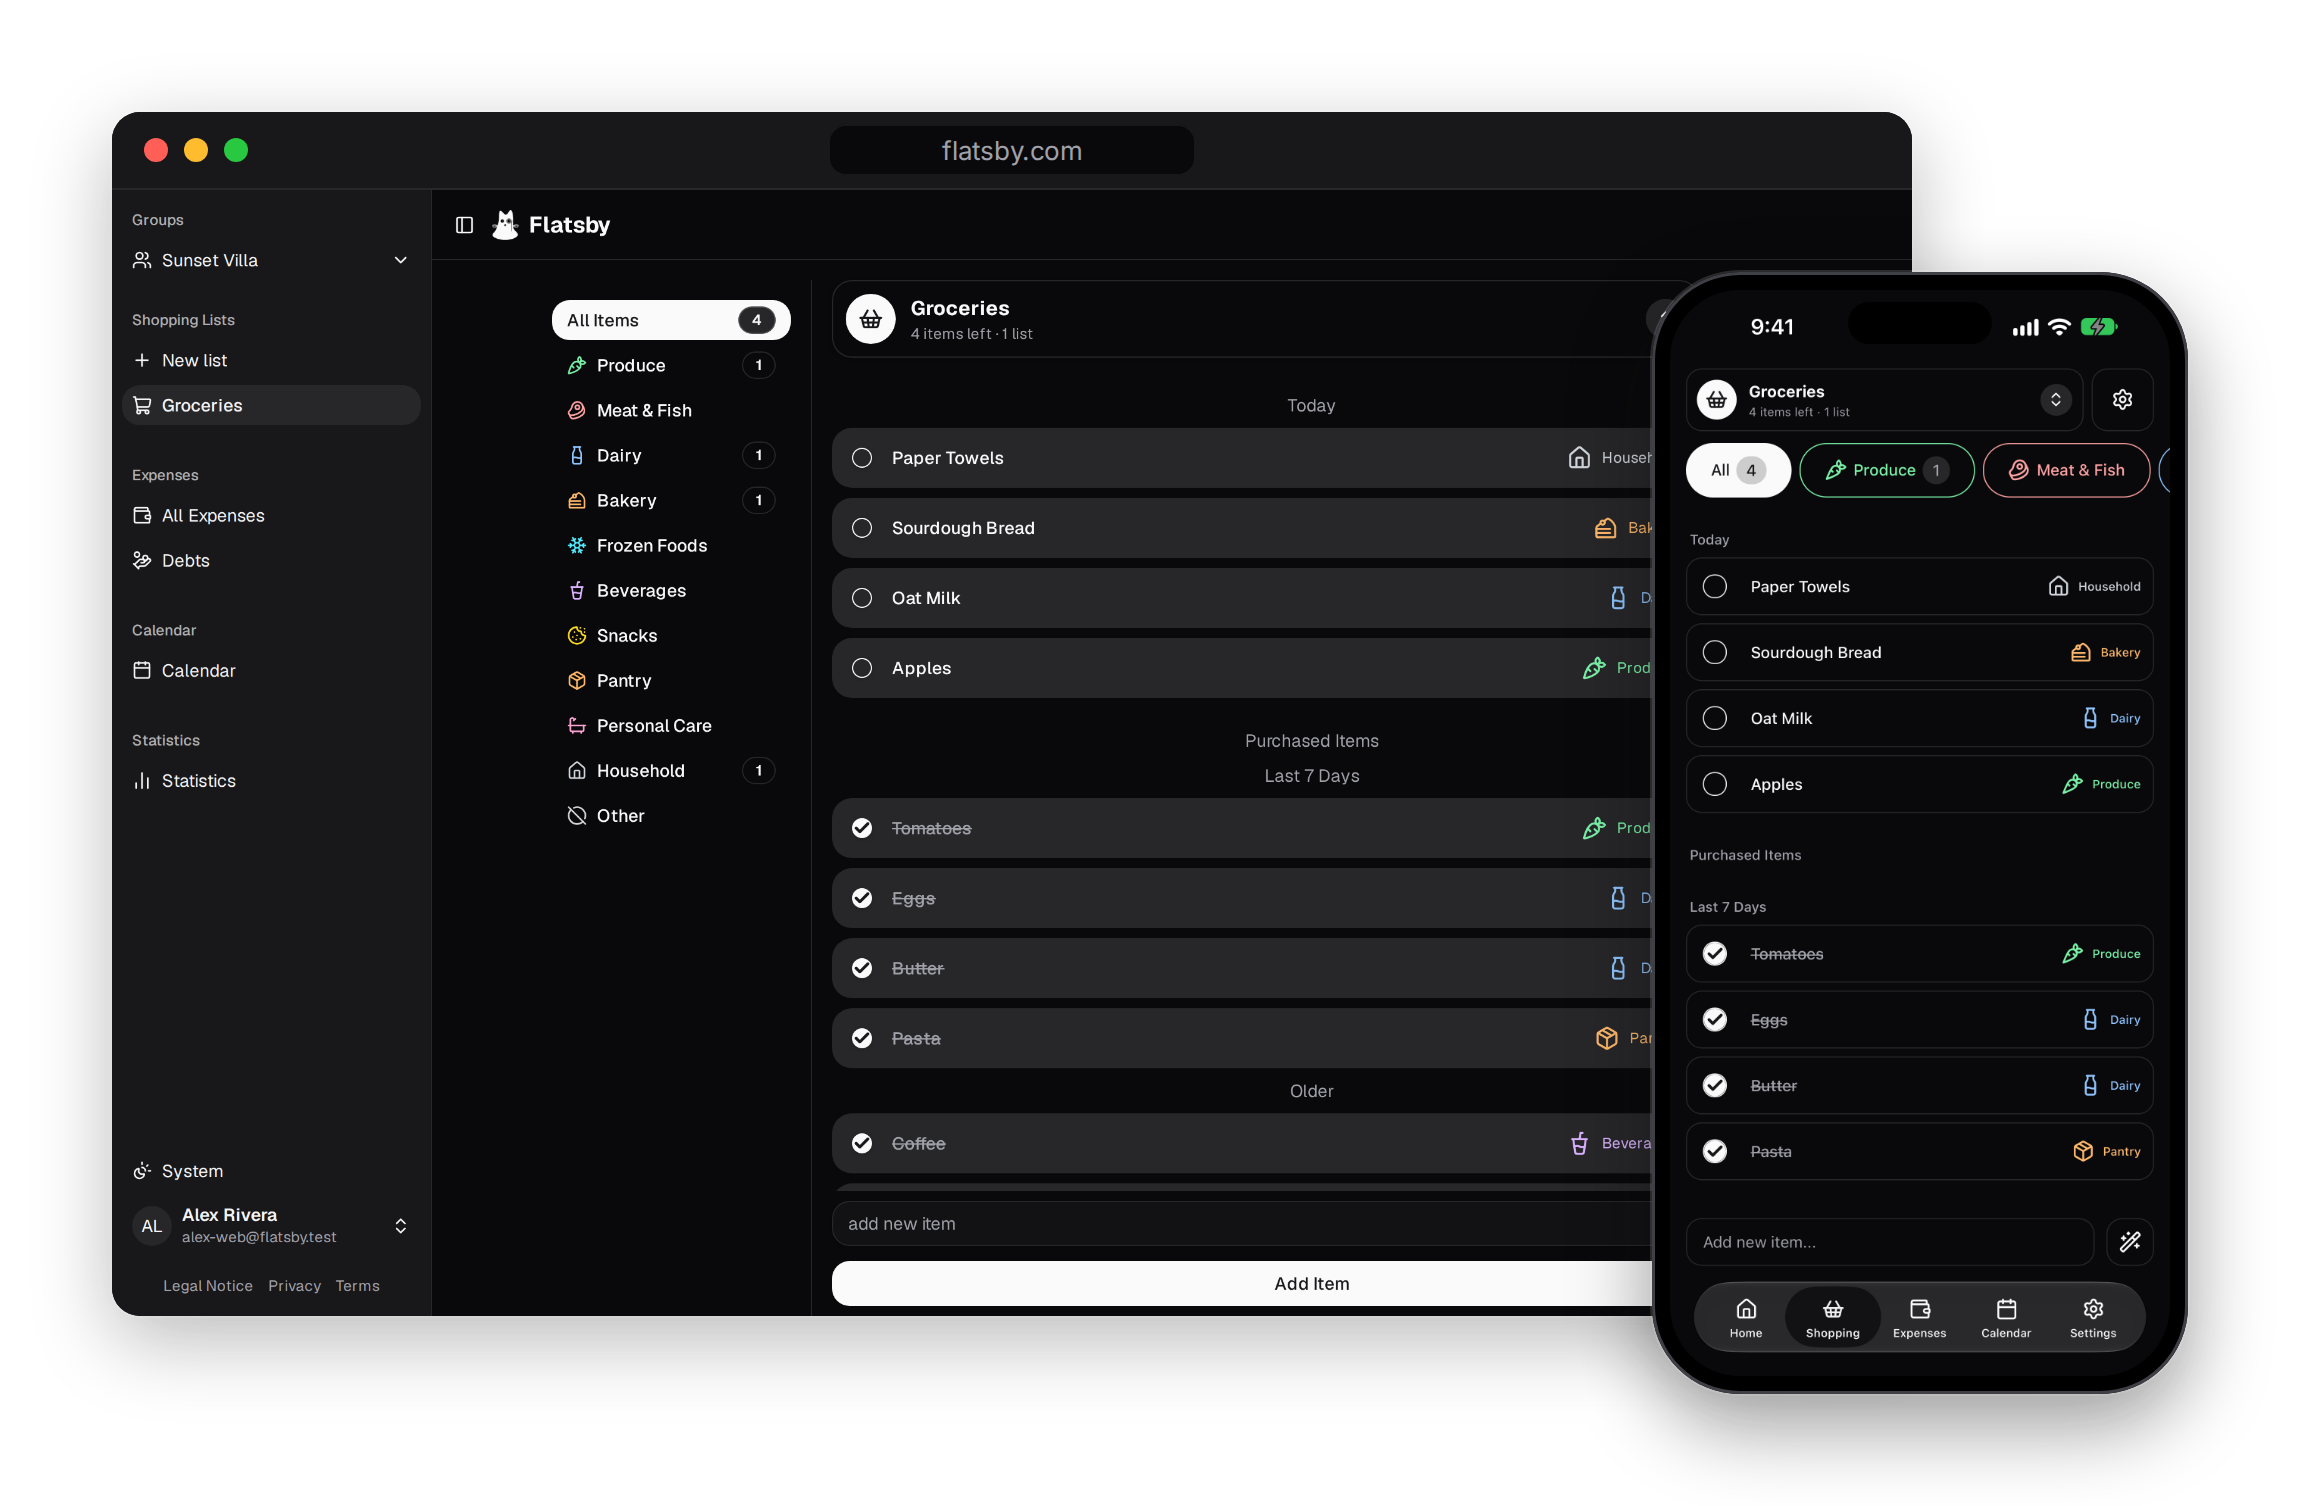 flatsby.com
Groups
Sunset Villa
Shopping Lists
New list
Groceries
Expenses
All Expenses
Debts
Calendar
Calendar
Statistics
Statistics
System
AL
Alex Rivera
alex-web@flatsby.test
Legal Notice Privacy Terms
Flatsby
All Items 4
Produce 1
Meat & Fish
Dairy 1
Bakery 1
Frozen Foods
Beverages
Snacks
Pantry
Personal Care
Household 1
Other
Groceries
4 items left · 1 list
Today
Paper Towels Househ
Sourdough Bread Bak
Oat Milk D
Apples Prod
Purchased Items
Last 7 Days
Tomatoes Prod
Eggs D
Butter D
Pasta Pan
Older
Coffee Bevera
add new item
Add Item
9:41
Groceries
4 items left · 1 list
All 4 Produce 1 Meat & Fish
Today
Paper Towels Household
Sourdough Bread Bakery
Oat Milk Dairy
Apples Produce
Purchased Items
Last 7 Days
Tomatoes Produce
Eggs Dairy
Butter Dairy
Pasta Pantry
Add new item...
Home Shopping Expenses Calendar Settings